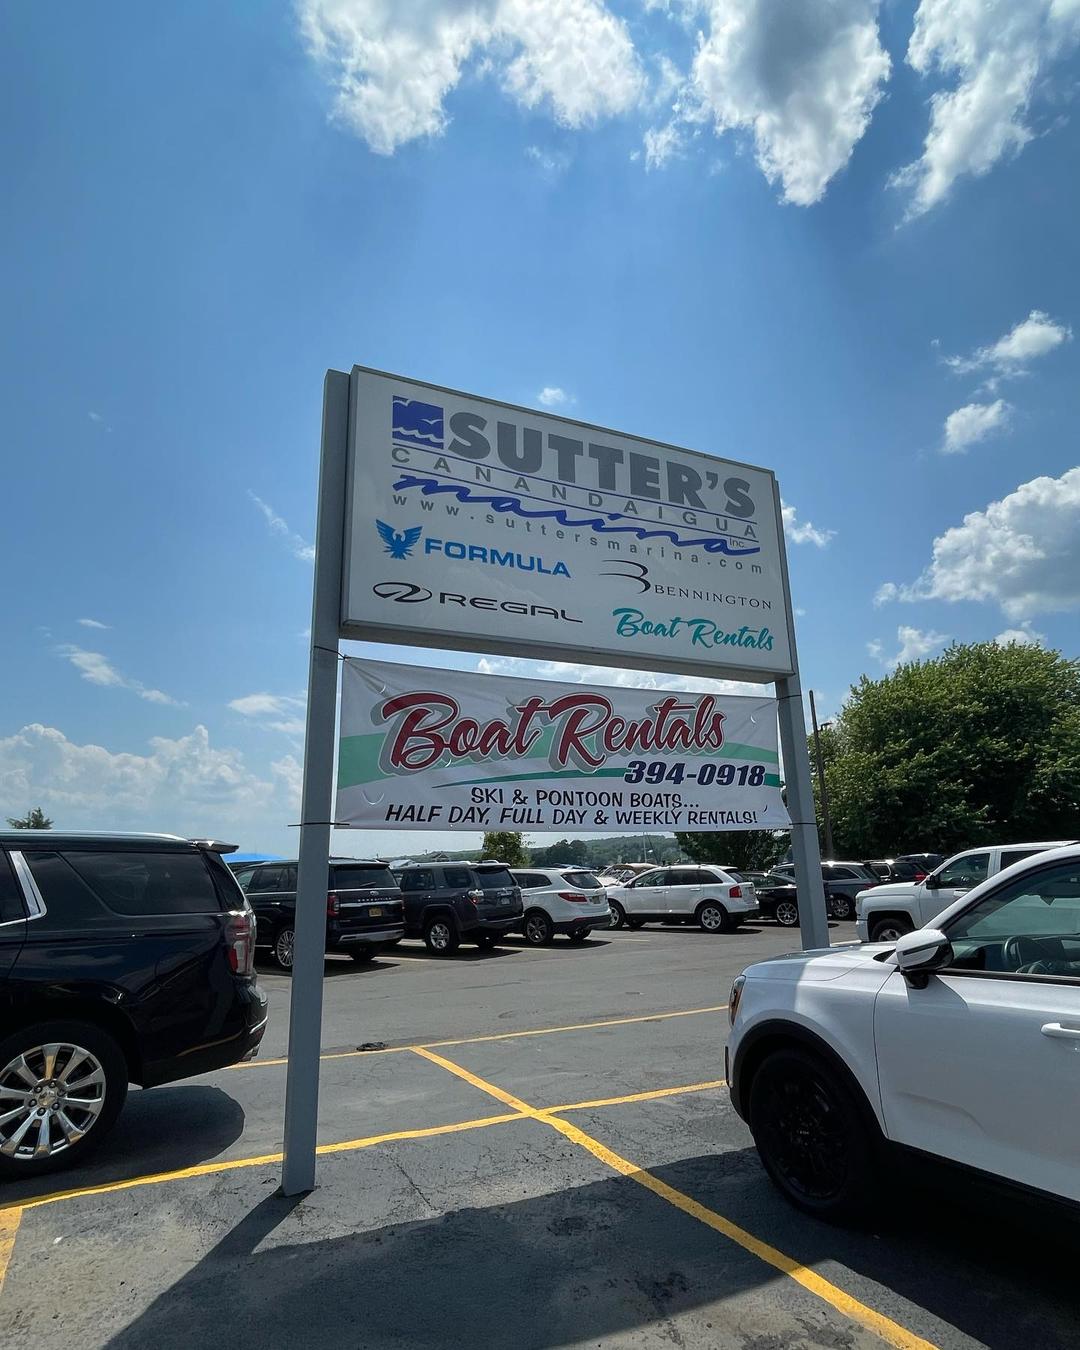 SUTTER'S
CANANDAIGUA
marina Inc.
www.suttersmarina.com
FORMULA
BENNINGTON
REGAL
Boat Rentals
Boat Rentals
394-0918
SKI & PONTOON BOATS...
HALF DAY, FULL DAY & WEEKLY RENTALS!